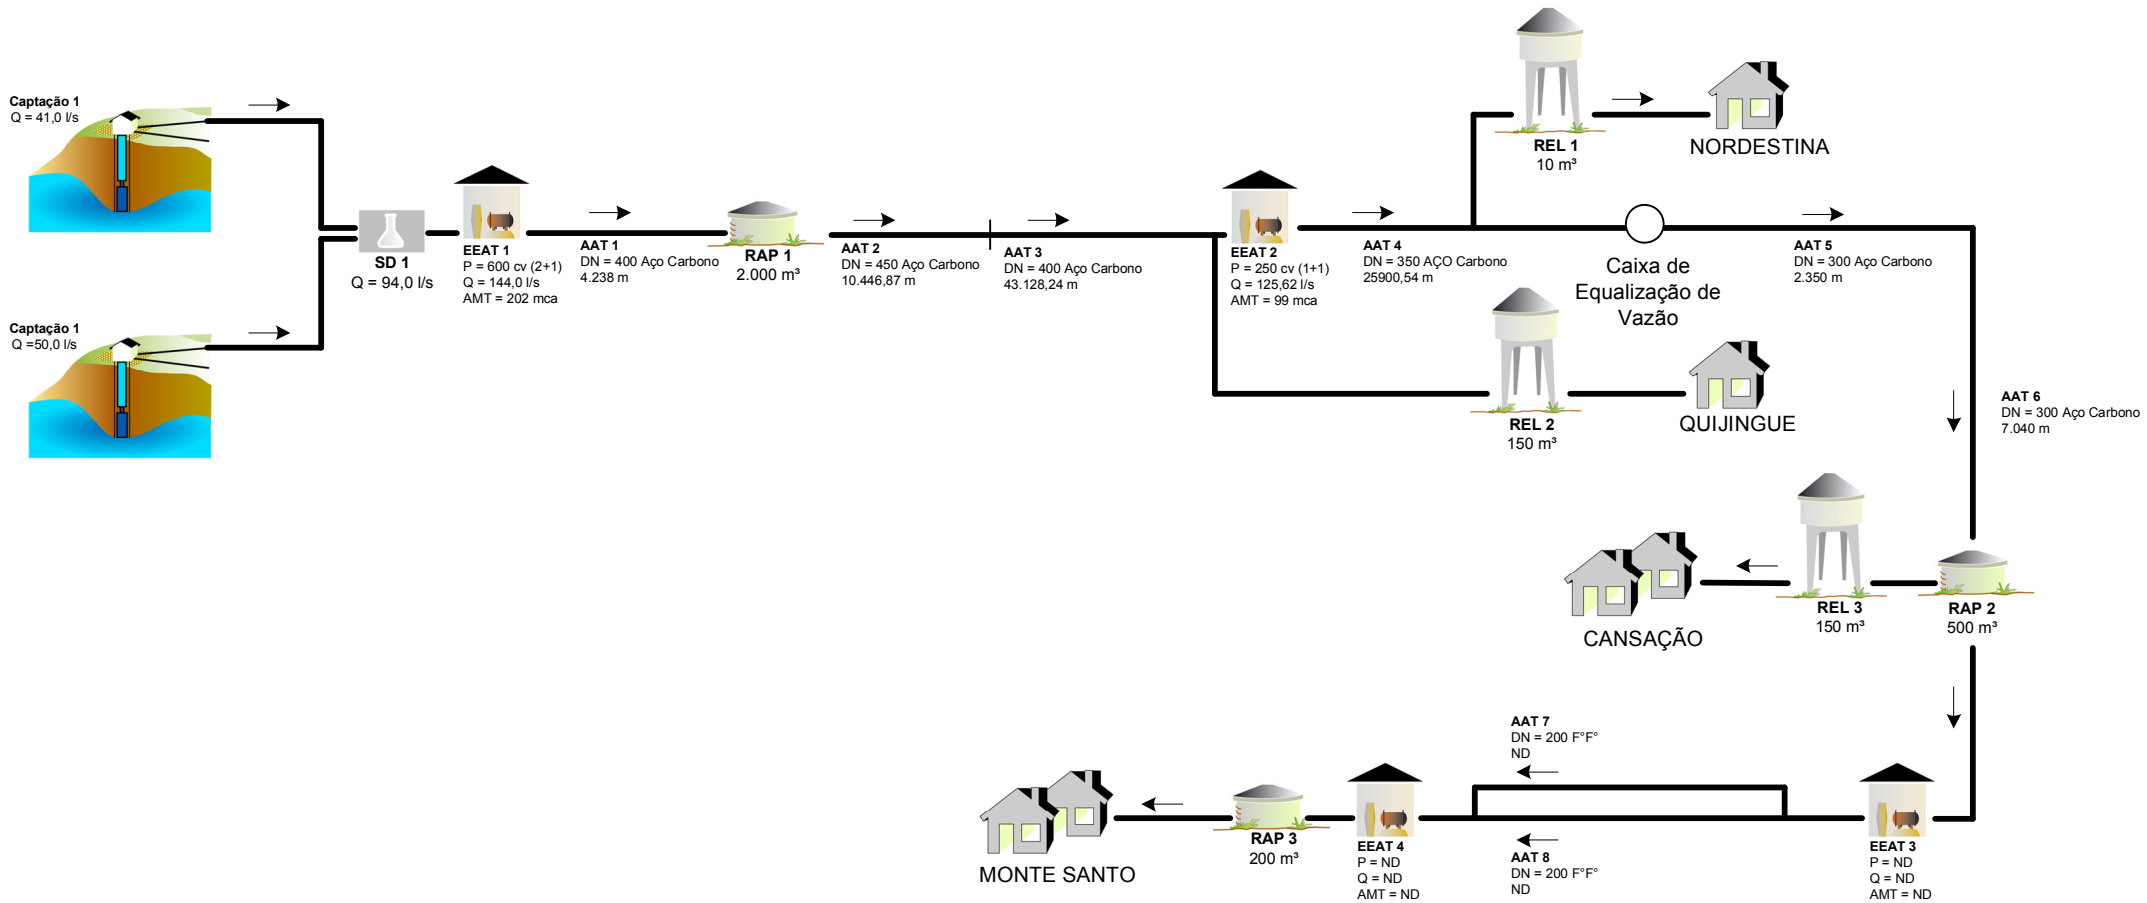 Captação 1
Q = 41,0 l/s
Captação 1
Q =50,0 l/s
SD 1
Q = 94,0 l/s
EEAT 1
P = 600 cv (2+1)
Q = 144,0 l/s
AMT = 202 mca
AAT 1
DN = 400 Aço Carbono
4.238 m
RAP 1
2.000 m³
AAT 2
DN = 450 Aço Carbono
10.446,87 m
AAT 3
DN = 400 Aço Carbono
43.128,24 m
EEAT 2
P = 250 cv (1+1)
Q = 125,62 l/s
AMT = 99 mca
AAT 4
DN = 350 AÇO Carbono
25900,54 m
REL 1
10 m³
NORDESTINA
Caixa de
Equalização de
Vazão
AAT 5
DN = 300 Aço Carbono
2.350 m
REL 2
150 m³
QUIJINGUE
AAT 6
DN = 300 Aço Carbono
7.040 m
CANSAÇÃO
REL 3
150 m³
RAP 2
500 m³
AAT 7
DN = 200 F°F°
ND
MONTE SANTO
RAP 3
200 m³
EEAT 4
P = ND
Q = ND
AMT = ND
AAT 8
DN = 200 F°F°
ND
EEAT 3
P = ND
Q = ND
AMT = ND